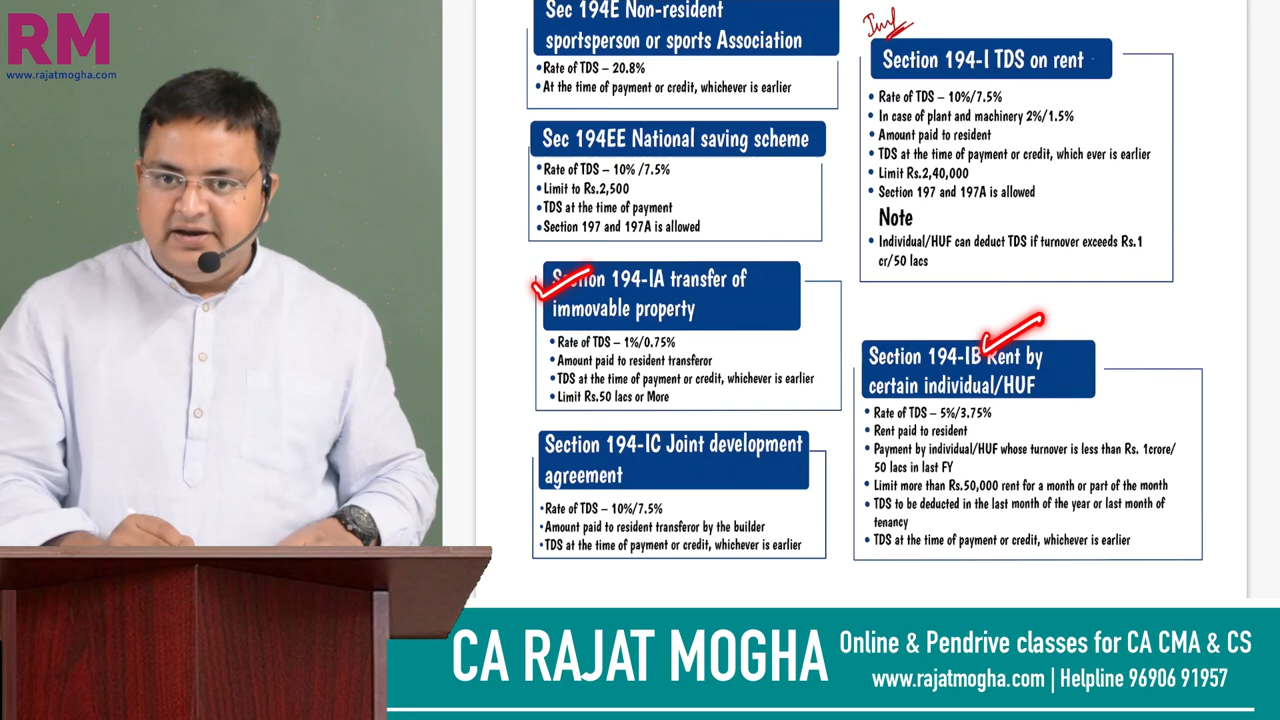 RM
www.rajatmogha.com
Sec 194E Non-resident
sportsperson or sports Association
•Rate of TDS – 20.8%
•At the time of payment or credit, whichever is earlier
Sec 194EE National saving scheme
•Rate of TDS – 10% /7.5%
•Limit to Rs.2,500
•TDS at the time of payment
•Section 197 and 197A is allowed
Section 194-IA transfer of
immovable property
•Rate of TDS – 1%/0.75%
•Amount paid to resident transferor
•TDS at the time of payment or credit, whichever is earlier
•Limit Rs.50 lacs or More
Section 194-IC Joint development
agreement
•Rate of TDS – 10%/7.5%
•Amount paid to resident transferor by the builder
•TDS at the time of payment or credit, whichever is earlier
Section 194-I TDS on rent
• Rate of TDS – 10%/7.5%
• In case of plant and machinery 2%/1.5%
• Amount paid to resident
• TDS at the time of payment or credit, which ever is earlier
• Limit Rs.2,40,000
• Section 197 and 197A is allowed
Note
• Individual/HUF can deduct TDS if turnover exceeds Rs.1
cr/50 lacs
Section 194-IB Rent by
certain individual/HUF
• Rate of TDS – 5%/3.75%
• Rent paid to resident
• Payment by individual/HUF whose turnover is less than Rs. 1crore/
50 lacs in last FY
• Limit more than Rs.50,000 rent for a month or part of the month
• TDS to be deducted in the last month of the year or last month of
tenancy
• TDS at the time of payment or credit, whichever is earlier
CA RAJAT MOGHA
Online & Pendrive classes for CA CMA & CS
www.rajatmogha.com | Helpline 96906 91957